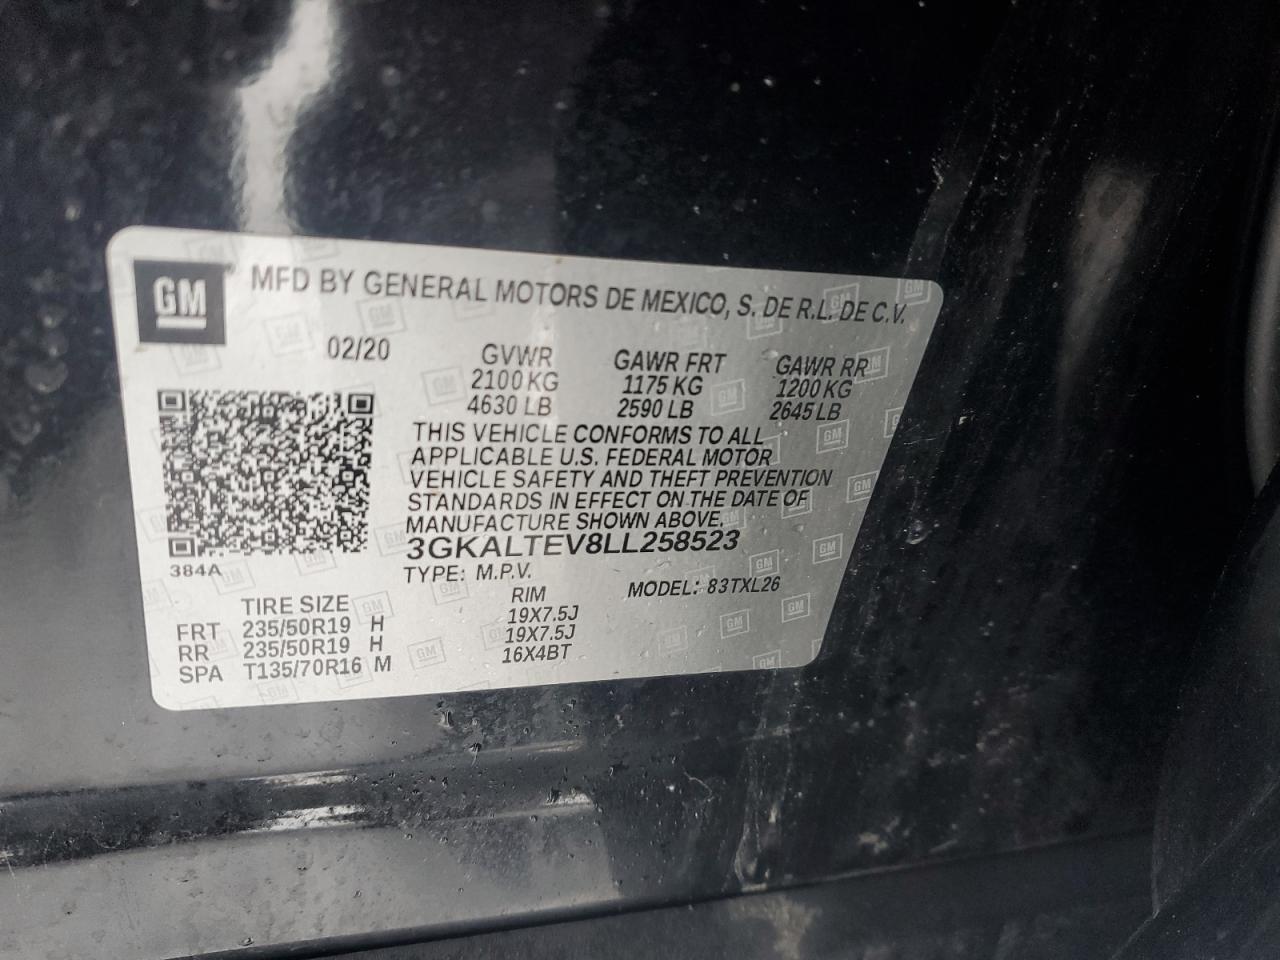 GM
MFD BY GENERAL MOTORS DE MEXICO, S. DE R.L. DE C.V.
02/20 GVWR GAWR FRT GAWR RR
2100 KG 1175 KG 1200 KG
4630 LB 2590 LB 2645 LB
THIS VEHICLE CONFORMS TO ALL
APPLICABLE U.S. FEDERAL MOTOR
VEHICLE SAFETY AND THEFT PREVENTION
STANDARDS IN EFFECT ON THE DATE OF
MANUFACTURE SHOWN ABOVE.
3GKALTEV8LL258523
384A
TYPE: M.P.V. MODEL: 83TXL26
TIRE SIZE RIM
FRT 235/50R19 H 19X7.5J
RR 235/50R19 H 19X7.5J
SPA T135/70R16 M 16X4BT